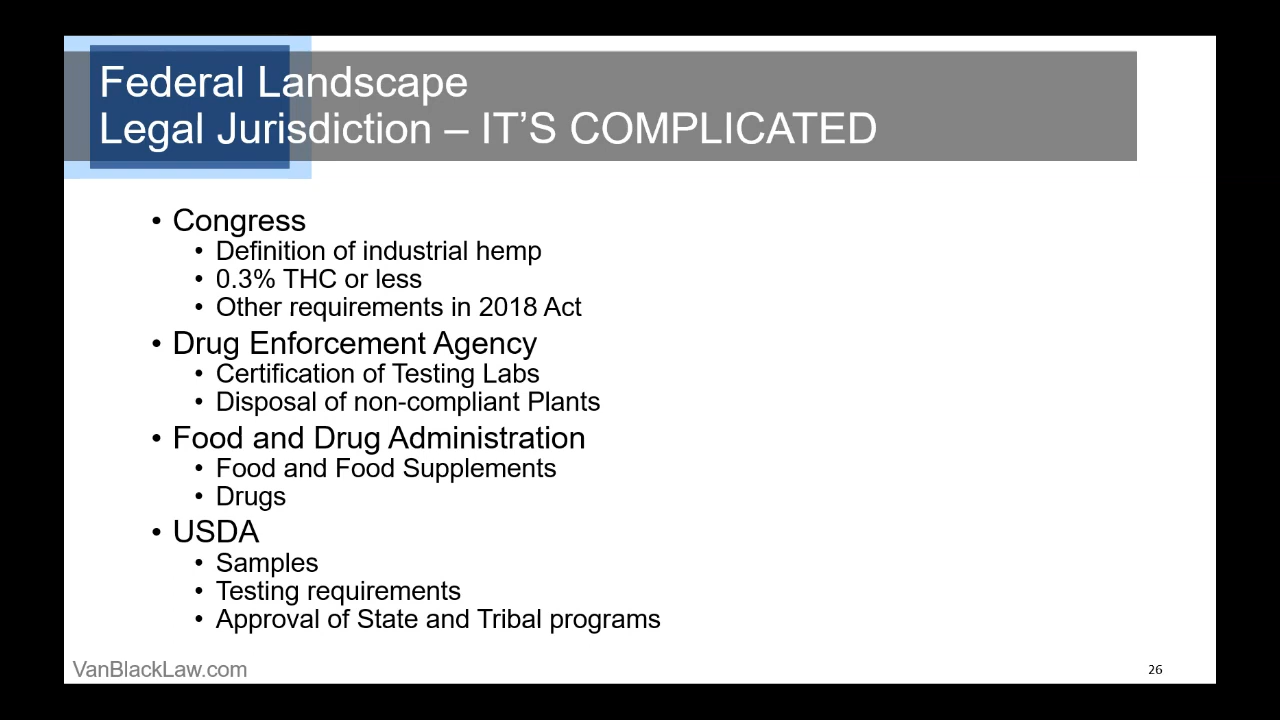 Federal Landscape
Legal Jurisdiction – IT’S COMPLICATED
• Congress
• Definition of industrial hemp
• 0.3% THC or less
• Other requirements in 2018 Act
• Drug Enforcement Agency
• Certification of Testing Labs
• Disposal of non-compliant Plants
• Food and Drug Administration
• Food and Food Supplements
• Drugs
• USDA
• Samples
• Testing requirements
• Approval of State and Tribal programs
VanBlackLaw.com
26